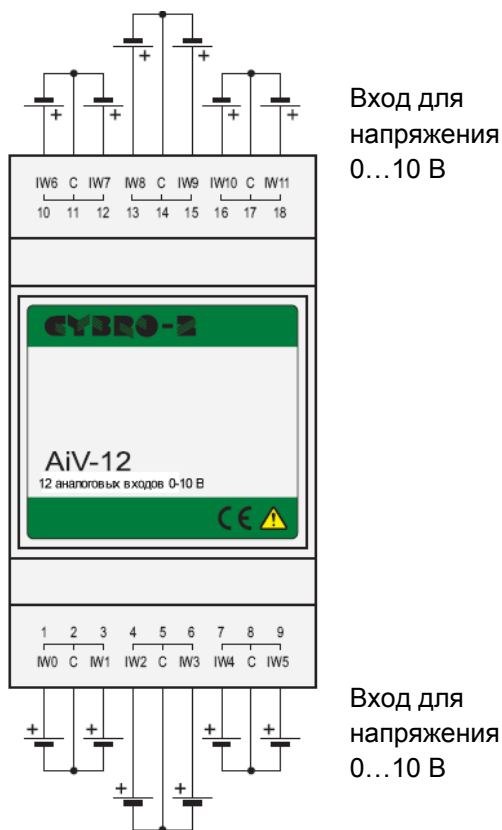 + +
+ + + +
Вход для
напряжения
0…10 В
IW6 C IW7 IW8 C IW9 IW10 C IW11
10 11 12 13 14 15 16 17 18
CYBRO-2
AiV-12
12 аналоговых входов 0-10 В
CE
1 2 3 4 5 6 7 8 9
IW0 C IW1 IW2 C IW3 IW4 C IW5
Вход для
напряжения
0…10 В
+ + + +
+ +